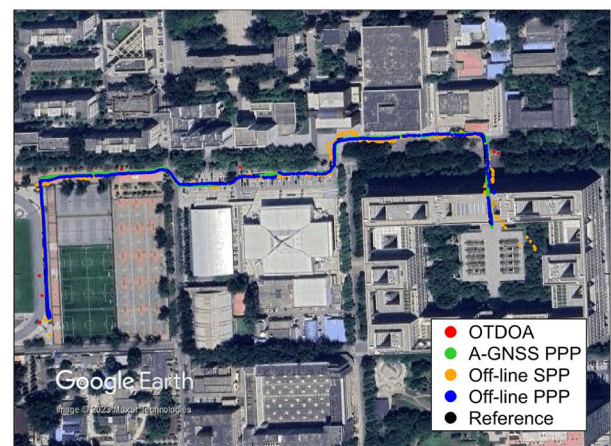 OTDOA
A-GNSS PPP
Off-line SPP
Off-line PPP
Reference
Google Earth
Image © 2023 Maxar Technologies